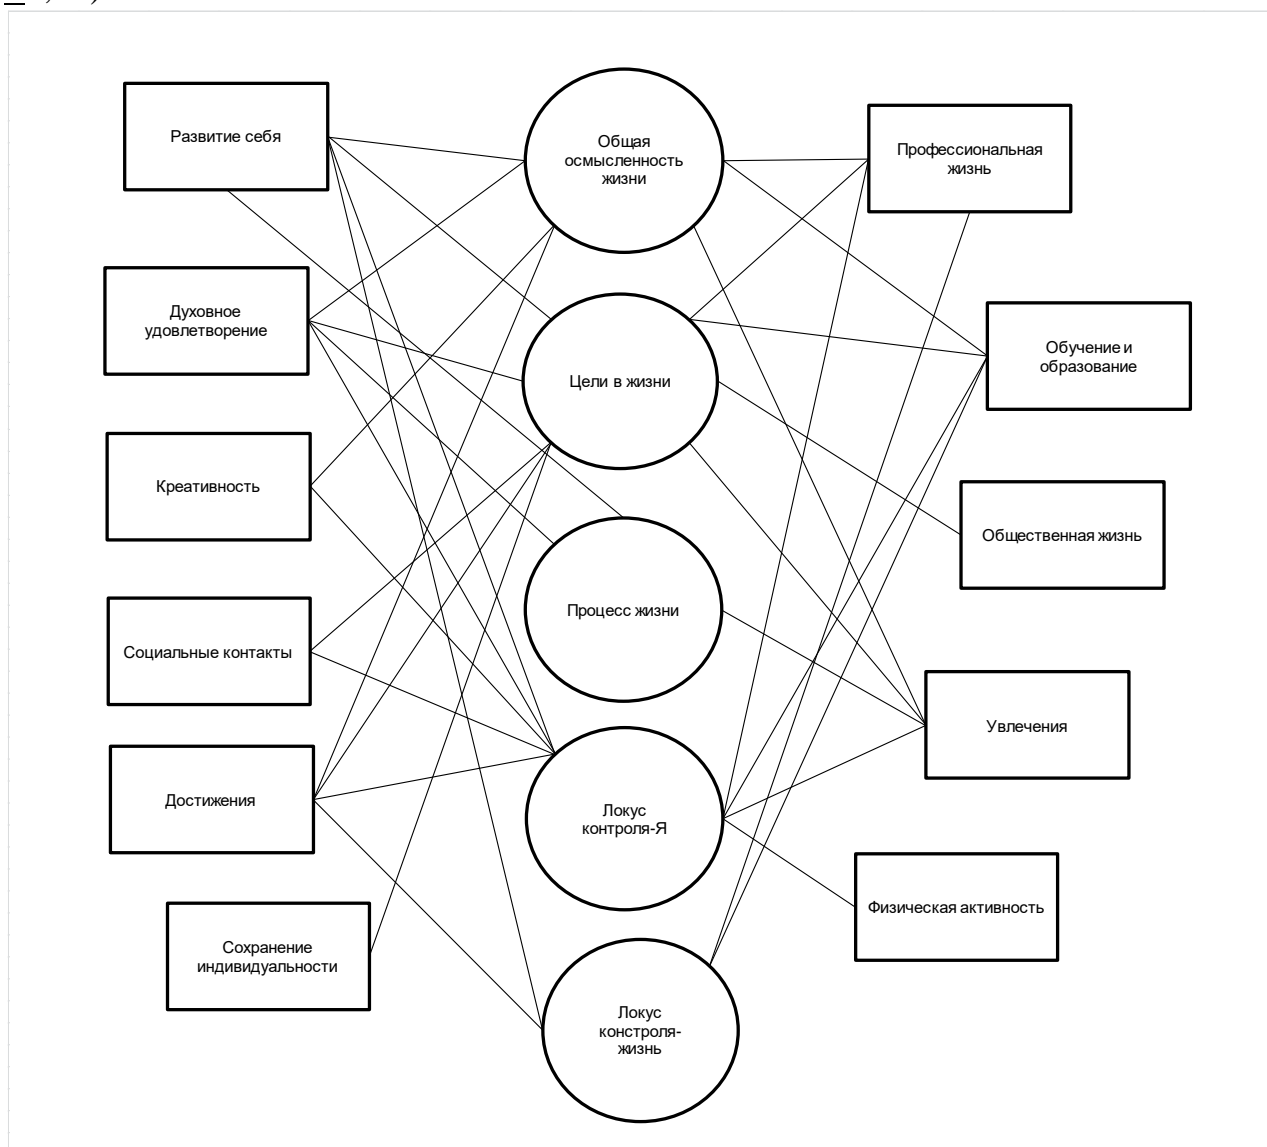 Развитие себя
Общая
осмысленность
жизни
Профессиональная
жизнь
Духовное
удовлетворение
Цели в жизни
Обучение и
образование
Креативность
Общественная жизнь
Процесс жизни
Социальные контакты
Увлечения
Достижения
Локус
контроля-Я
Физическая активность
Сохранение
индивидуальности
Локус
констроля-
жизнь